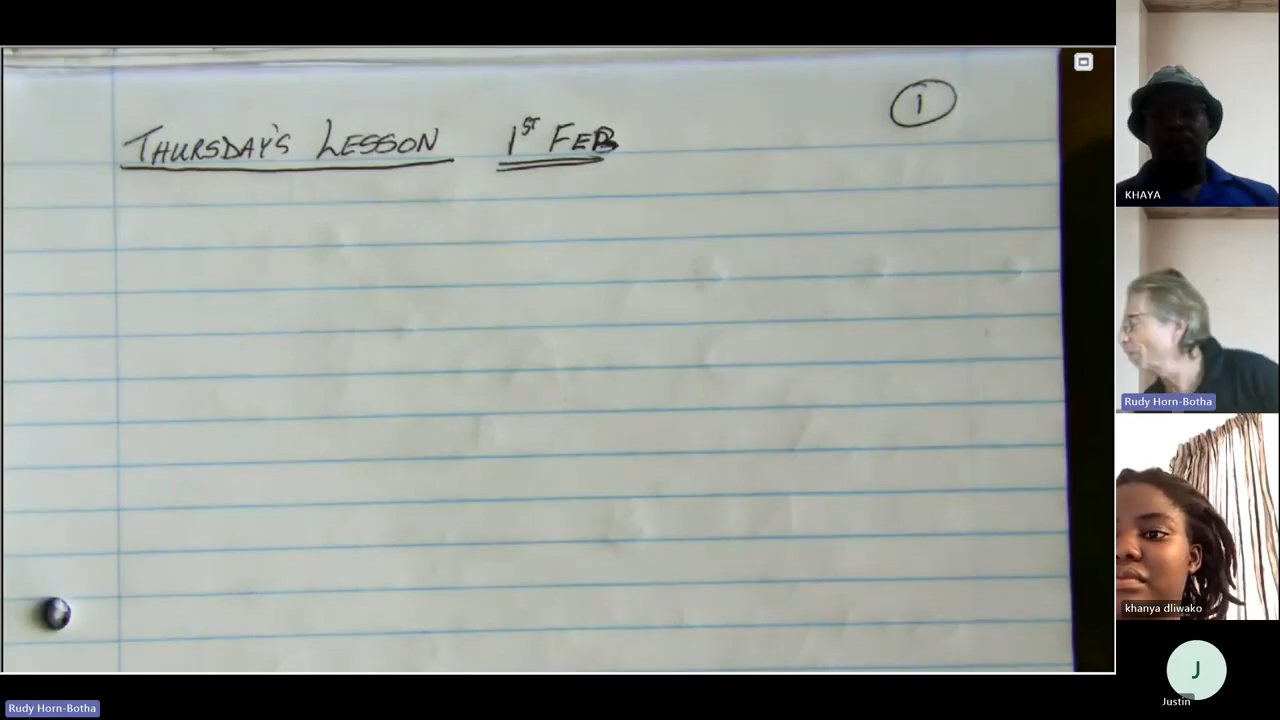 THURSDAY'S LESSON 1ST FEB
1
KHAYA
Rudy Horn-Botha
khanya dliwako
J
Justin
Rudy Horn-Botha